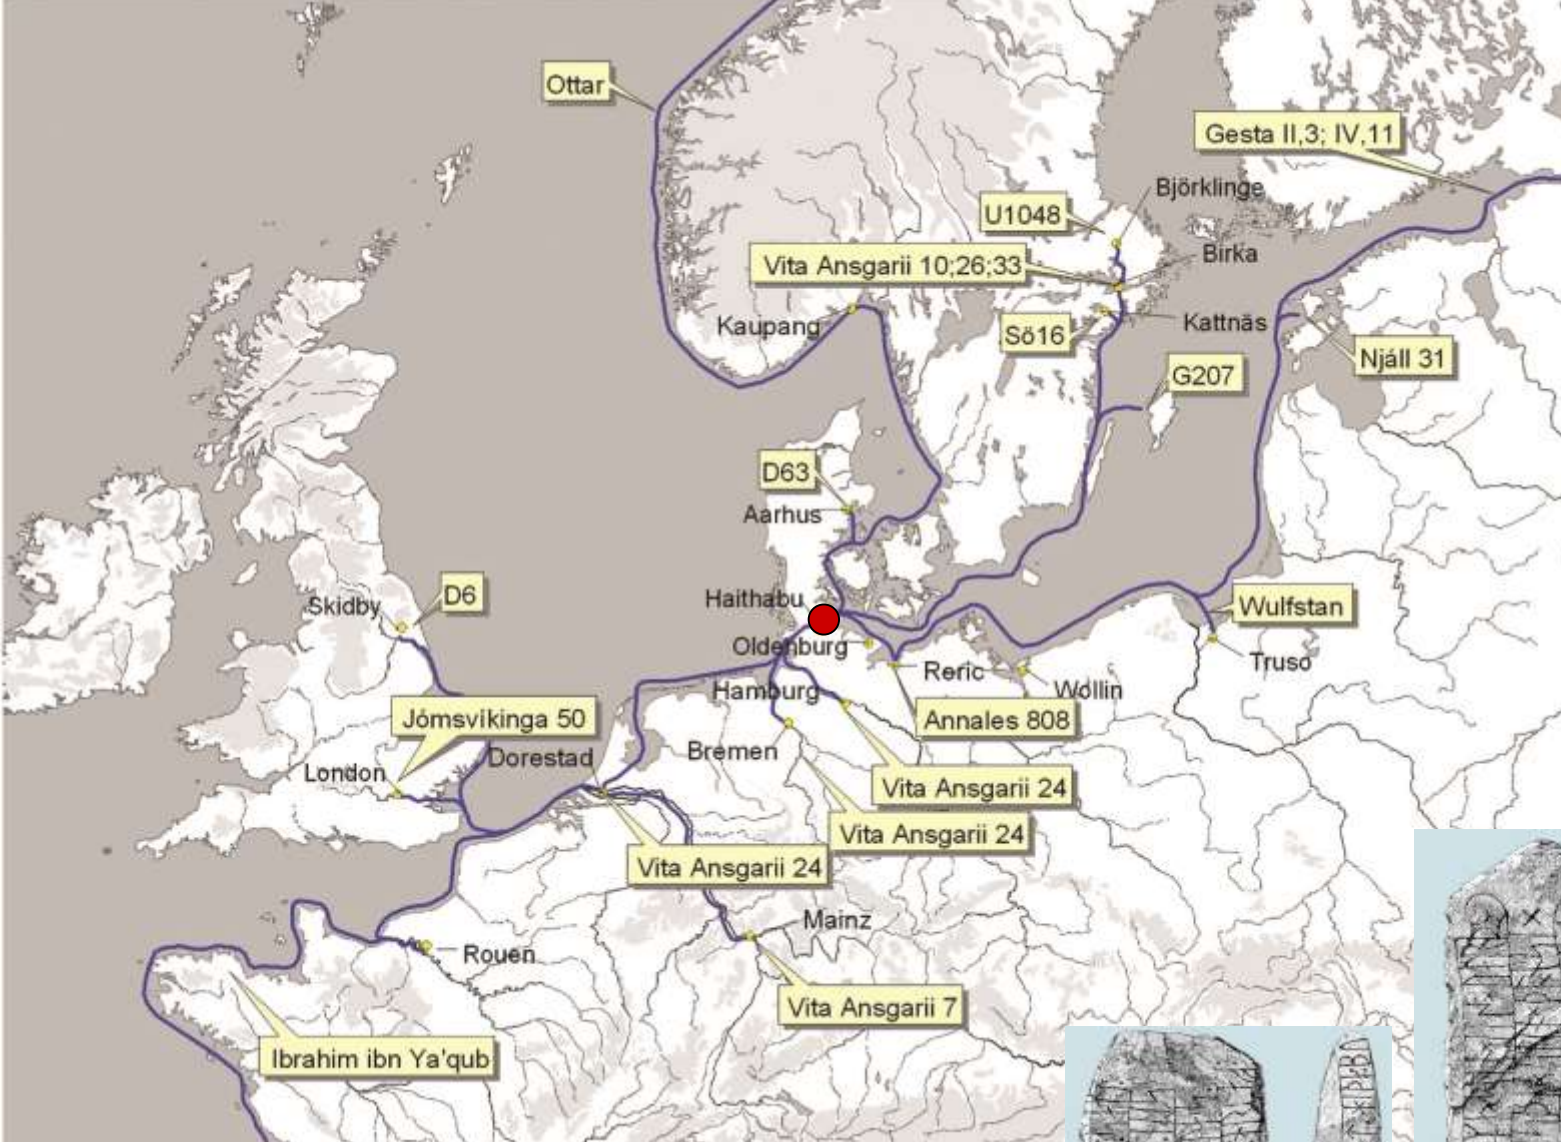 Ottar
Gesta II,3; IV,11
Björklinge
U1048
Birka
Vita Ansgarii 10;26;33
Kaupang
Kattnäs
Sö16
Njáll 31
G207
D63
Aarhus
Haithabu
D6
Skidby
Wulfstan
Oldenburg
Truso
Reric
Wollin
Hamburg
Annales 808
Jómsvíkinga 50
Bremen
Dorestad
London
Vita Ansgarii 24
Vita Ansgarii 24
Vita Ansgarii 24
Mainz
Rouen
Vita Ansgarii 7
Ibrahim ibn Ya'qub